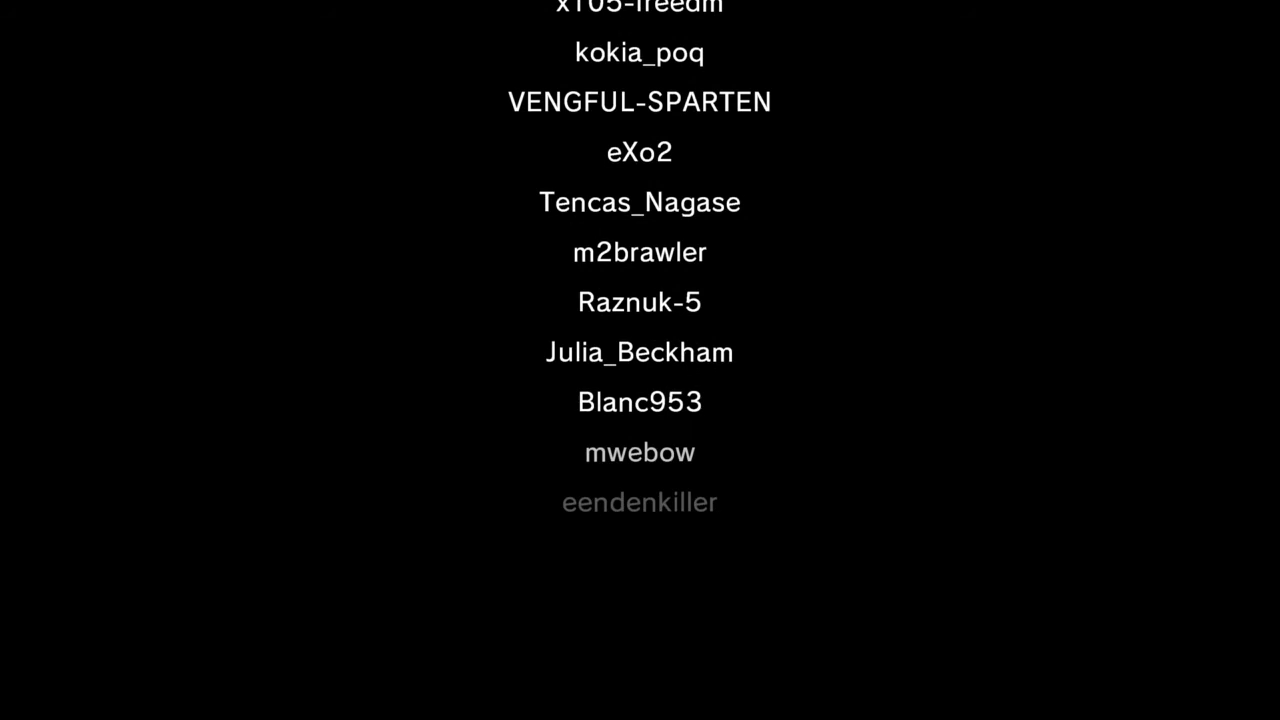 kokia_poq
VENGFUL-SPARTEN
eXo2
Tencas_Nagase
m2brawler
Raznuk-5
Julia_Beckham
Blanc953
mwebow
eendenkiller